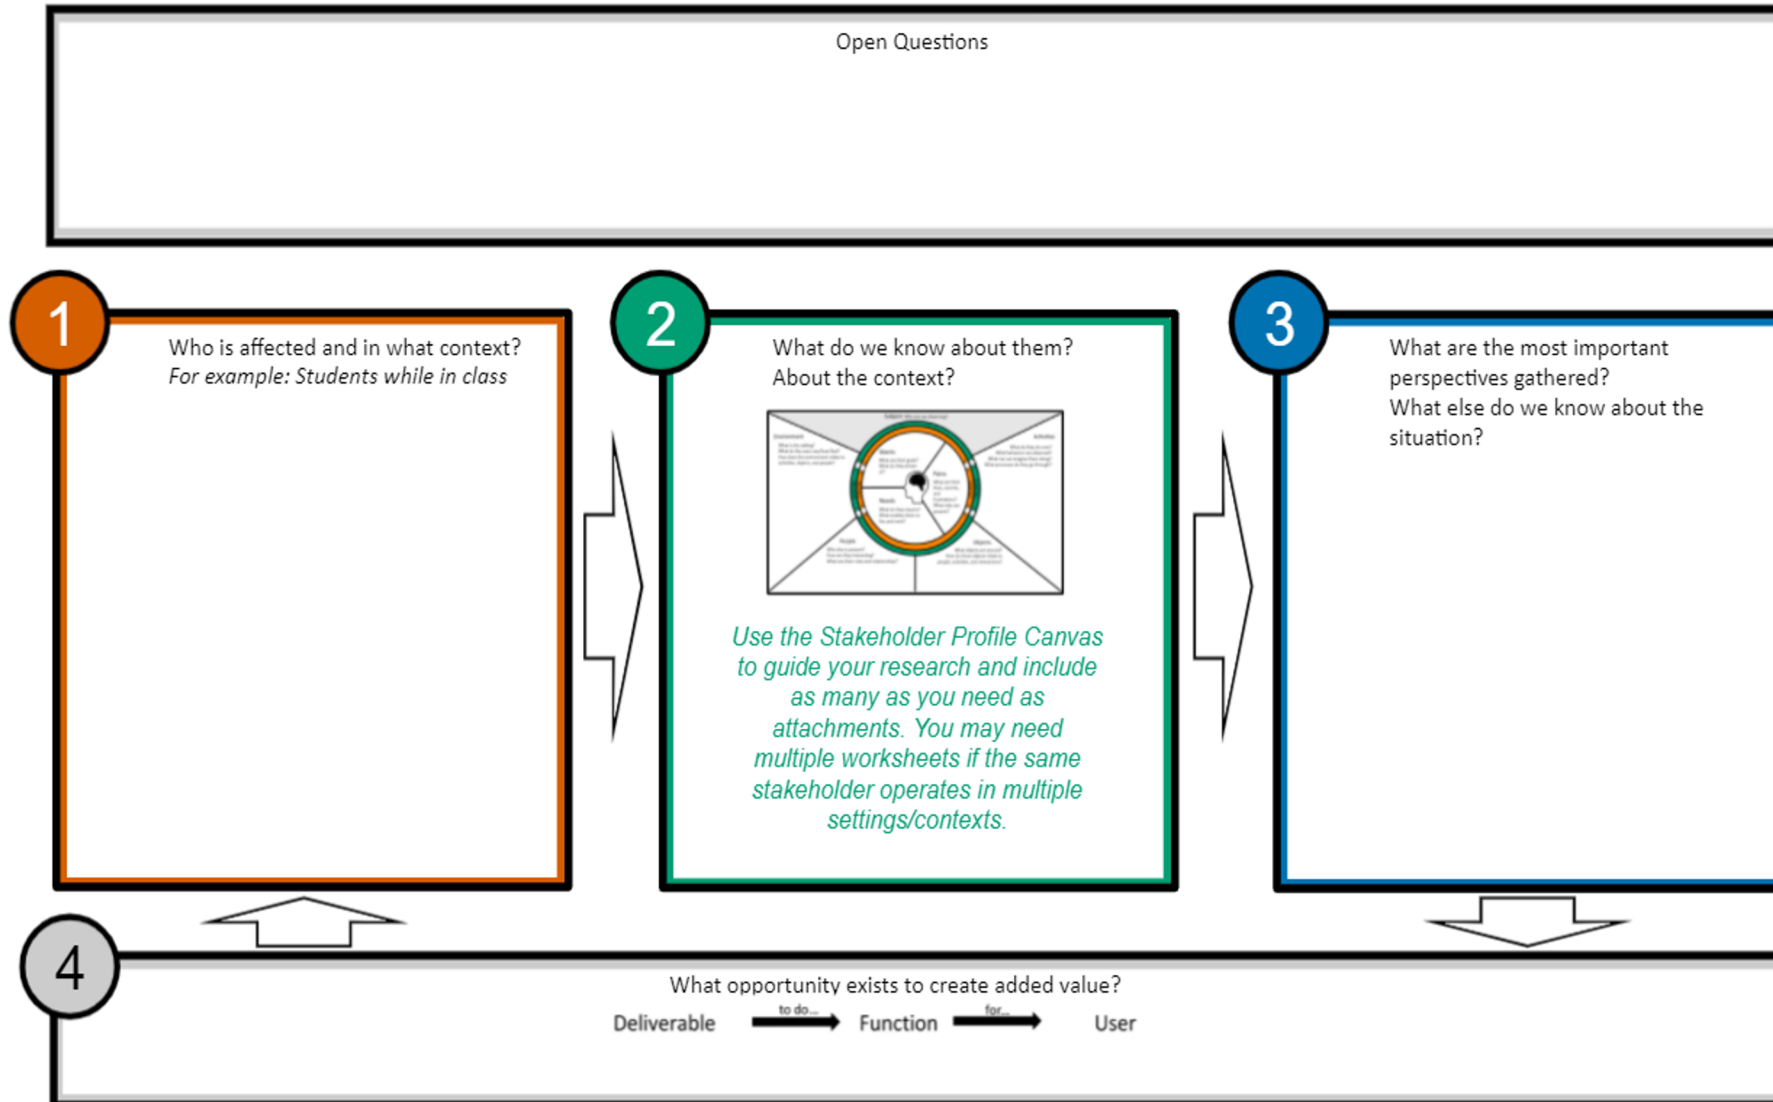 Open Questions
1
Who is affected and in what context?
For example: Students while in class
2
What do we know about them?
About the context?
Environment
Activities
People
Objects
Use the Stakeholder Profile Canvas
to guide your research and include
as many as you need as
attachments. You may need
multiple worksheets if the same
stakeholder operates in multiple
settings/contexts.
3
What are the most important
perspectives gathered?
What else do we know about the
situation?
4
What opportunity exists to create added value?
Deliverable to do... Function for... User